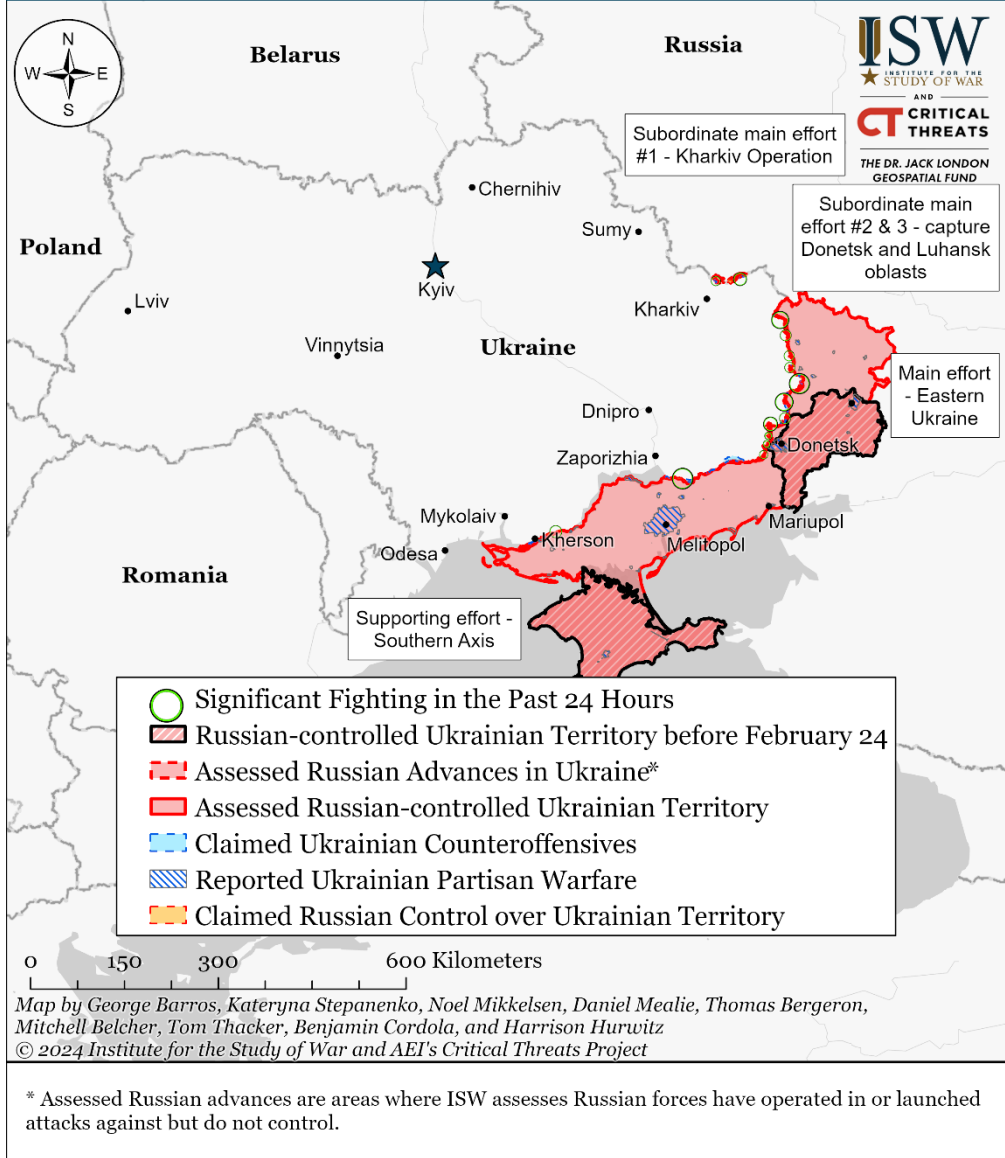 N
W
E
S
Belarus
Russia
ISW
INSTITUTE FOR THE
STUDY OF WAR
AND
CT CRITICAL
THREATS
THE DR. JACK LONDON
GEOSPATIAL FUND
Subordinate main effort
#1 - Kharkiv Operation
Subordinate main
effort #2 & 3 - capture
Donetsk and Luhansk
oblasts
Chernihiv
Sumy
Poland
Kyiv
Lviv
Kharkiv
Vinnytsia
Ukraine
Main effort
- Eastern
Ukraine
Dnipro
Donetsk
Zaporizhia
Mykolaiv
Mariupol
Kherson
Melitopol
Odesa
Romania
Supporting effort -
Southern Axis
Significant Fighting in the Past 24 Hours
Russian-controlled Ukrainian Territory before February 24
Assessed Russian Advances in Ukraine*
Assessed Russian-controlled Ukrainian Territory
Claimed Ukrainian Counteroffensives
Reported Ukrainian Partisan Warfare
Claimed Russian Control over Ukrainian Territory
0 150 300 600 Kilometers
Map by George Barros, Kateryna Stepanenko, Noel Mikkelsen, Daniel Mealie, Thomas Bergeron,
Mitchell Belcher, Tom Thacker, Benjamin Cordola, and Harrison Hurwitz
© 2024 Institute for the Study of War and AEI's Critical Threats Project
* Assessed Russian advances are areas where ISW assesses Russian forces have operated in or launched
attacks against but do not control.